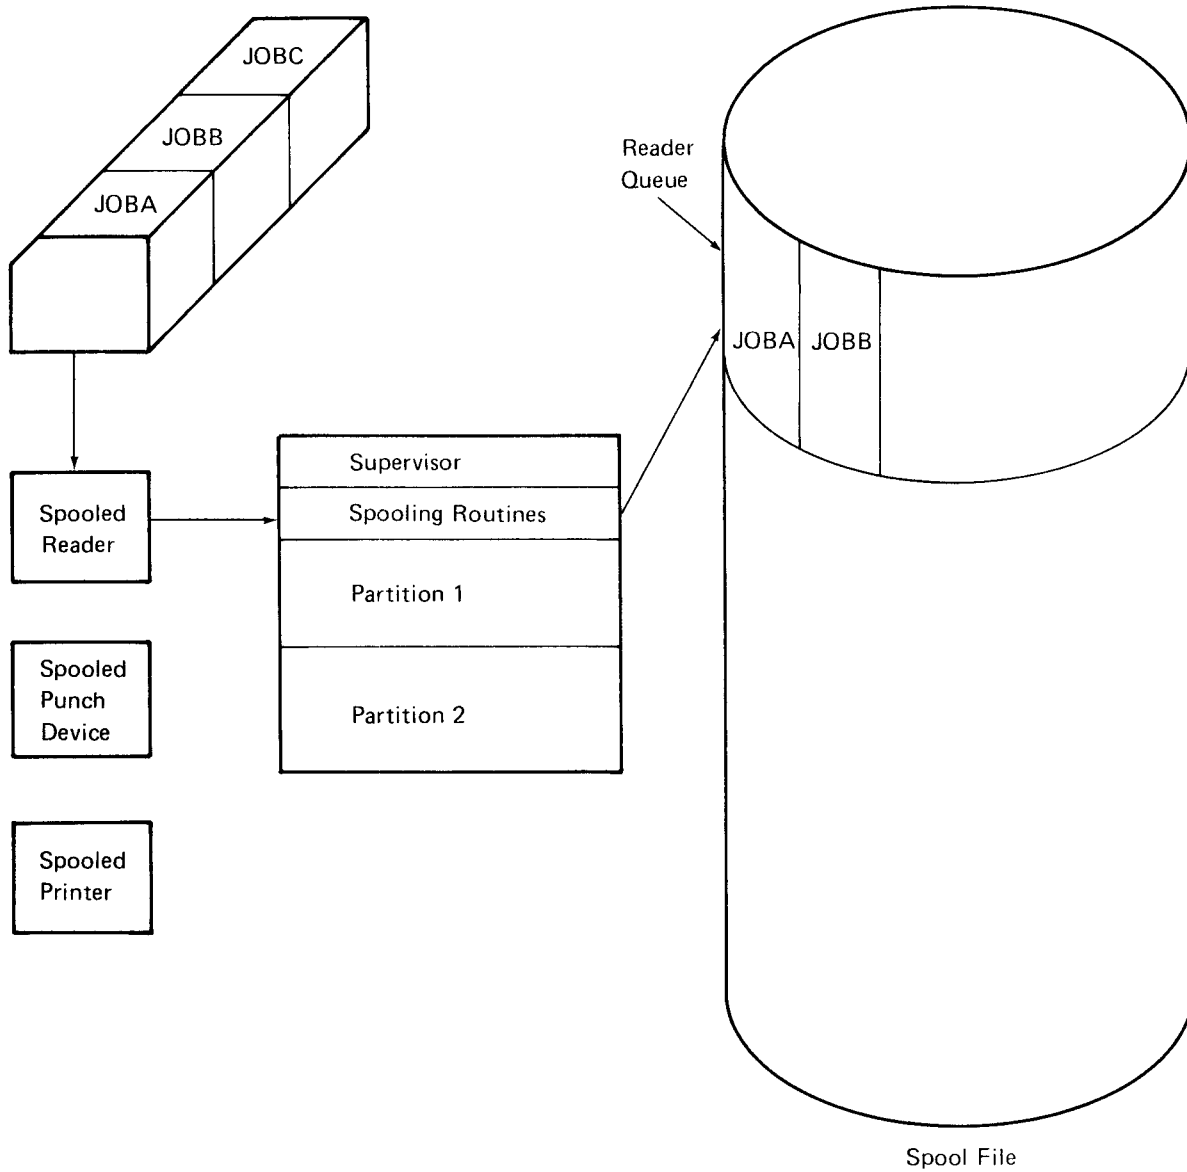 JOBC
JOBB
JOBA
Reader
Queue
JOBA
JOBB
Supervisor
Spooling Routines
Partition 1
Partition 2
Spooled
Reader
Spooled
Punch
Device
Spooled
Printer
Spool File